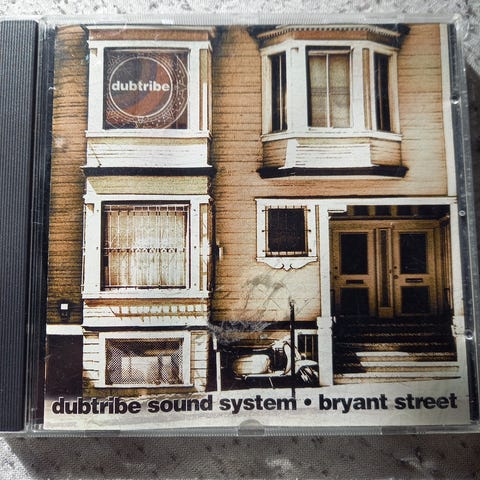 dubtribe
dubtribe sound system • bryant street